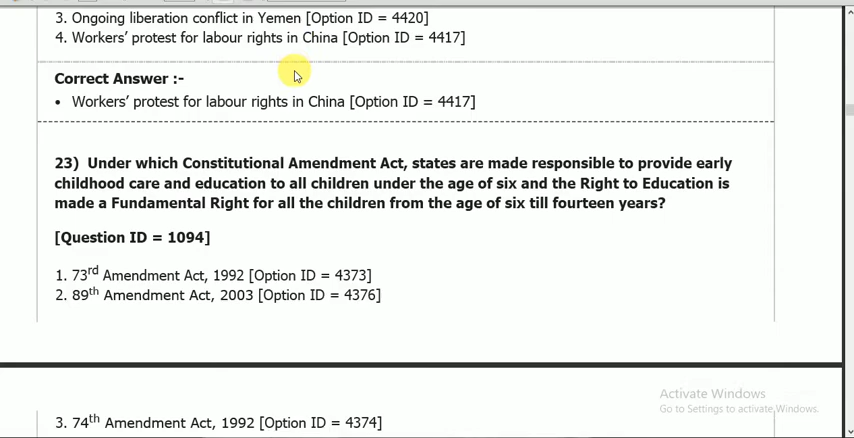 3. Ongoing liberation conflict in Yemen [Option ID = 4420]
4. Workers’ protest for labour rights in China [Option ID = 4417]
Correct Answer :-
• Workers’ protest for labour rights in China [Option ID = 4417]
23) Under which Constitutional Amendment Act, states are made responsible to provide early
childhood care and education to all children under the age of six and the Right to Education is
made a Fundamental Right for all the children from the age of six till fourteen years?
[Question ID = 1094]
1. 73rd Amendment Act, 1992 [Option ID = 4373]
2. 89th Amendment Act, 2003 [Option ID = 4376]
Activate Windows
Go to Settings to activate Windows.
3. 74th Amendment Act, 1992 [Option ID = 4374]